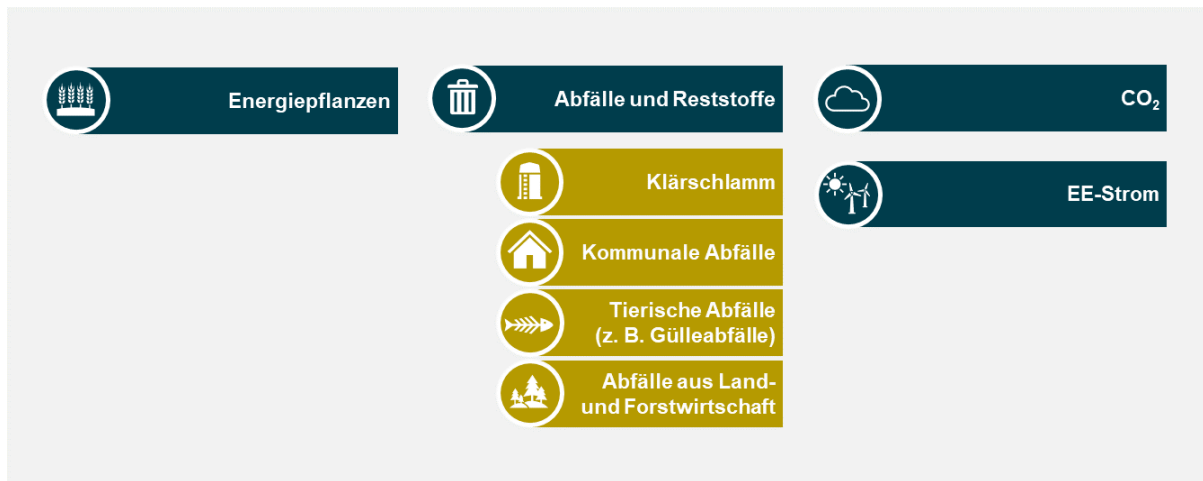 Energiepflanzen
Abfälle und Reststoffe
Klärschlamm
Kommunale Abfälle
Tierische Abfälle
(z. B. Gülleabfälle)
Abfälle aus Land-
und Forstwirtschaft
CO₂
EE-Strom